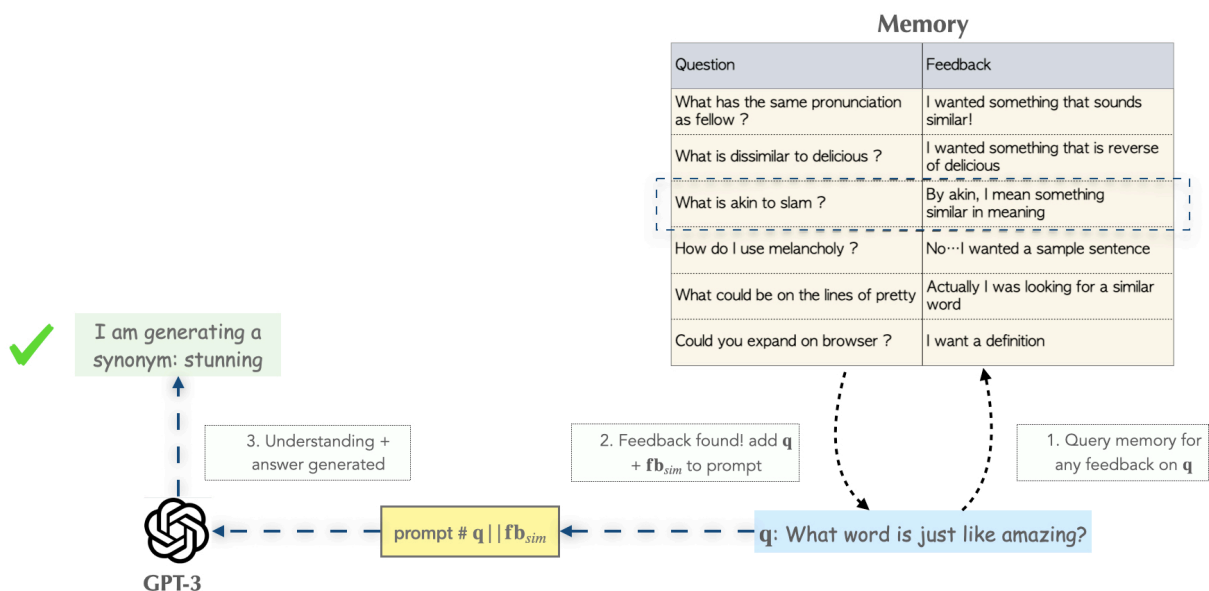 Memory
Question
Feedback
What has the same pronunciation
as fellow ?
I wanted something that sounds
similar!
What is dissimilar to delicious ?
I wanted something that is reverse
of delicious
What is akin to slam ?
By akin, I mean something
similar in meaning
How do I use melancholy ?
No…I wanted a sample sentence
What could be on the lines of pretty
Actually I was looking for a similar
word
Could you expand on browser ?
I want a definition
I am generating a
synonym: stunning
3. Understanding +
answer generated
2. Feedback found! add q
+ fb_sim to prompt
1. Query memory for
any feedback on q
prompt # q||fb_sim
q: What word is just like amazing?
GPT-3